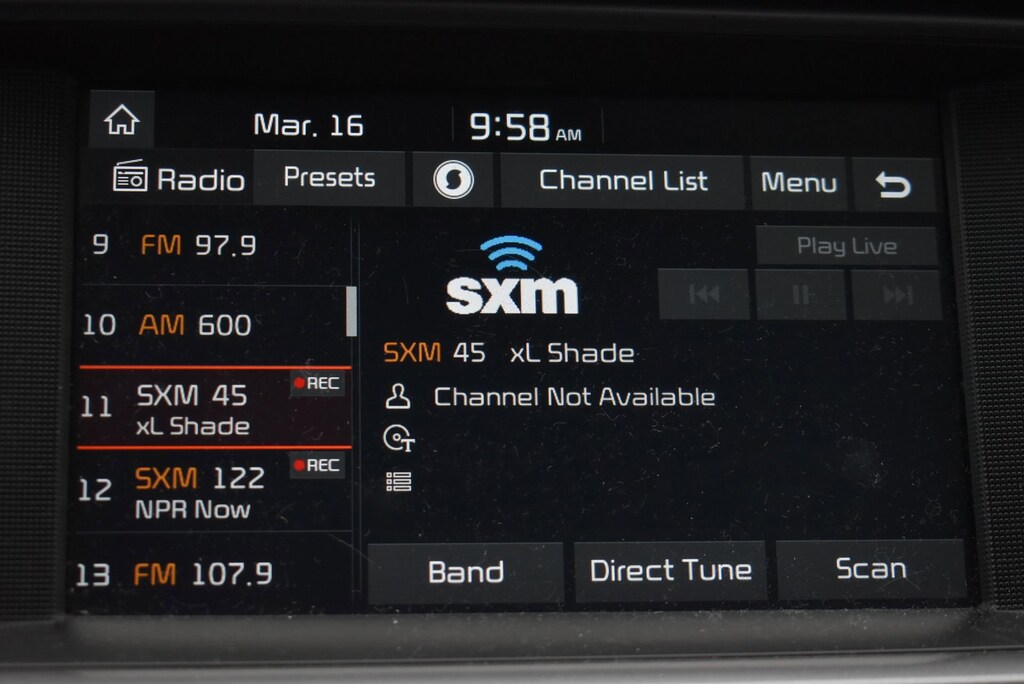 Mar. 16 9:58 AM
Radio Presets Channel List Menu
9 FM 97.9
10 AM 600
11 SXM 45 REC
xL Shade
12 SXM 122 REC
NPR Now
13 FM 107.9
Play Live
sxm
SXM 45 xL Shade
Channel Not Available
T
Band Direct Tune Scan